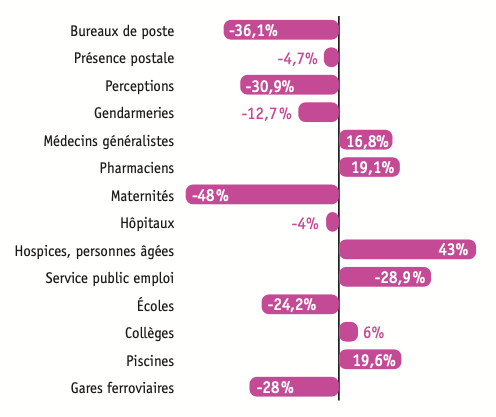 Bureaux de poste -36,1%
Présence postale -4,7%
Perceptions -30,9%
Gendarmeries -12,7%
Médecins généralistes 16,8%
Pharmaciens 19,1%
Maternités -48%
Hôpitaux -4%
Hospices, personnes âgées 43%
Service public emploi -28,9%
Écoles -24,2%
Collèges 6%
Piscines 19,6%
Gares ferroviaires -28%